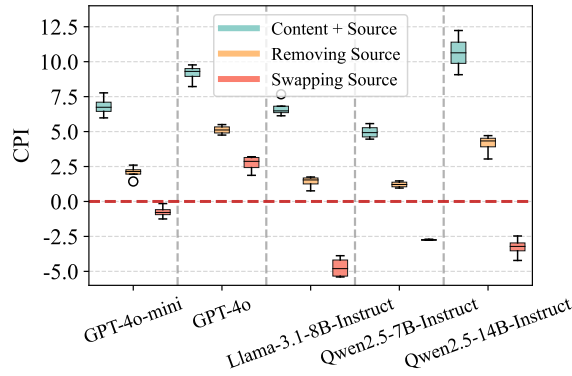 Content + Source
Removing Source
Swapping Source
CPI
12.5
10.0
7.5
5.0
2.5
0.0
-2.5
-5.0
GPT-4o-mini
GPT-4o
Llama-3.1-8B-Instruct
Qwen2.5-7B-Instruct
Qwen2.5-14B-Instruct